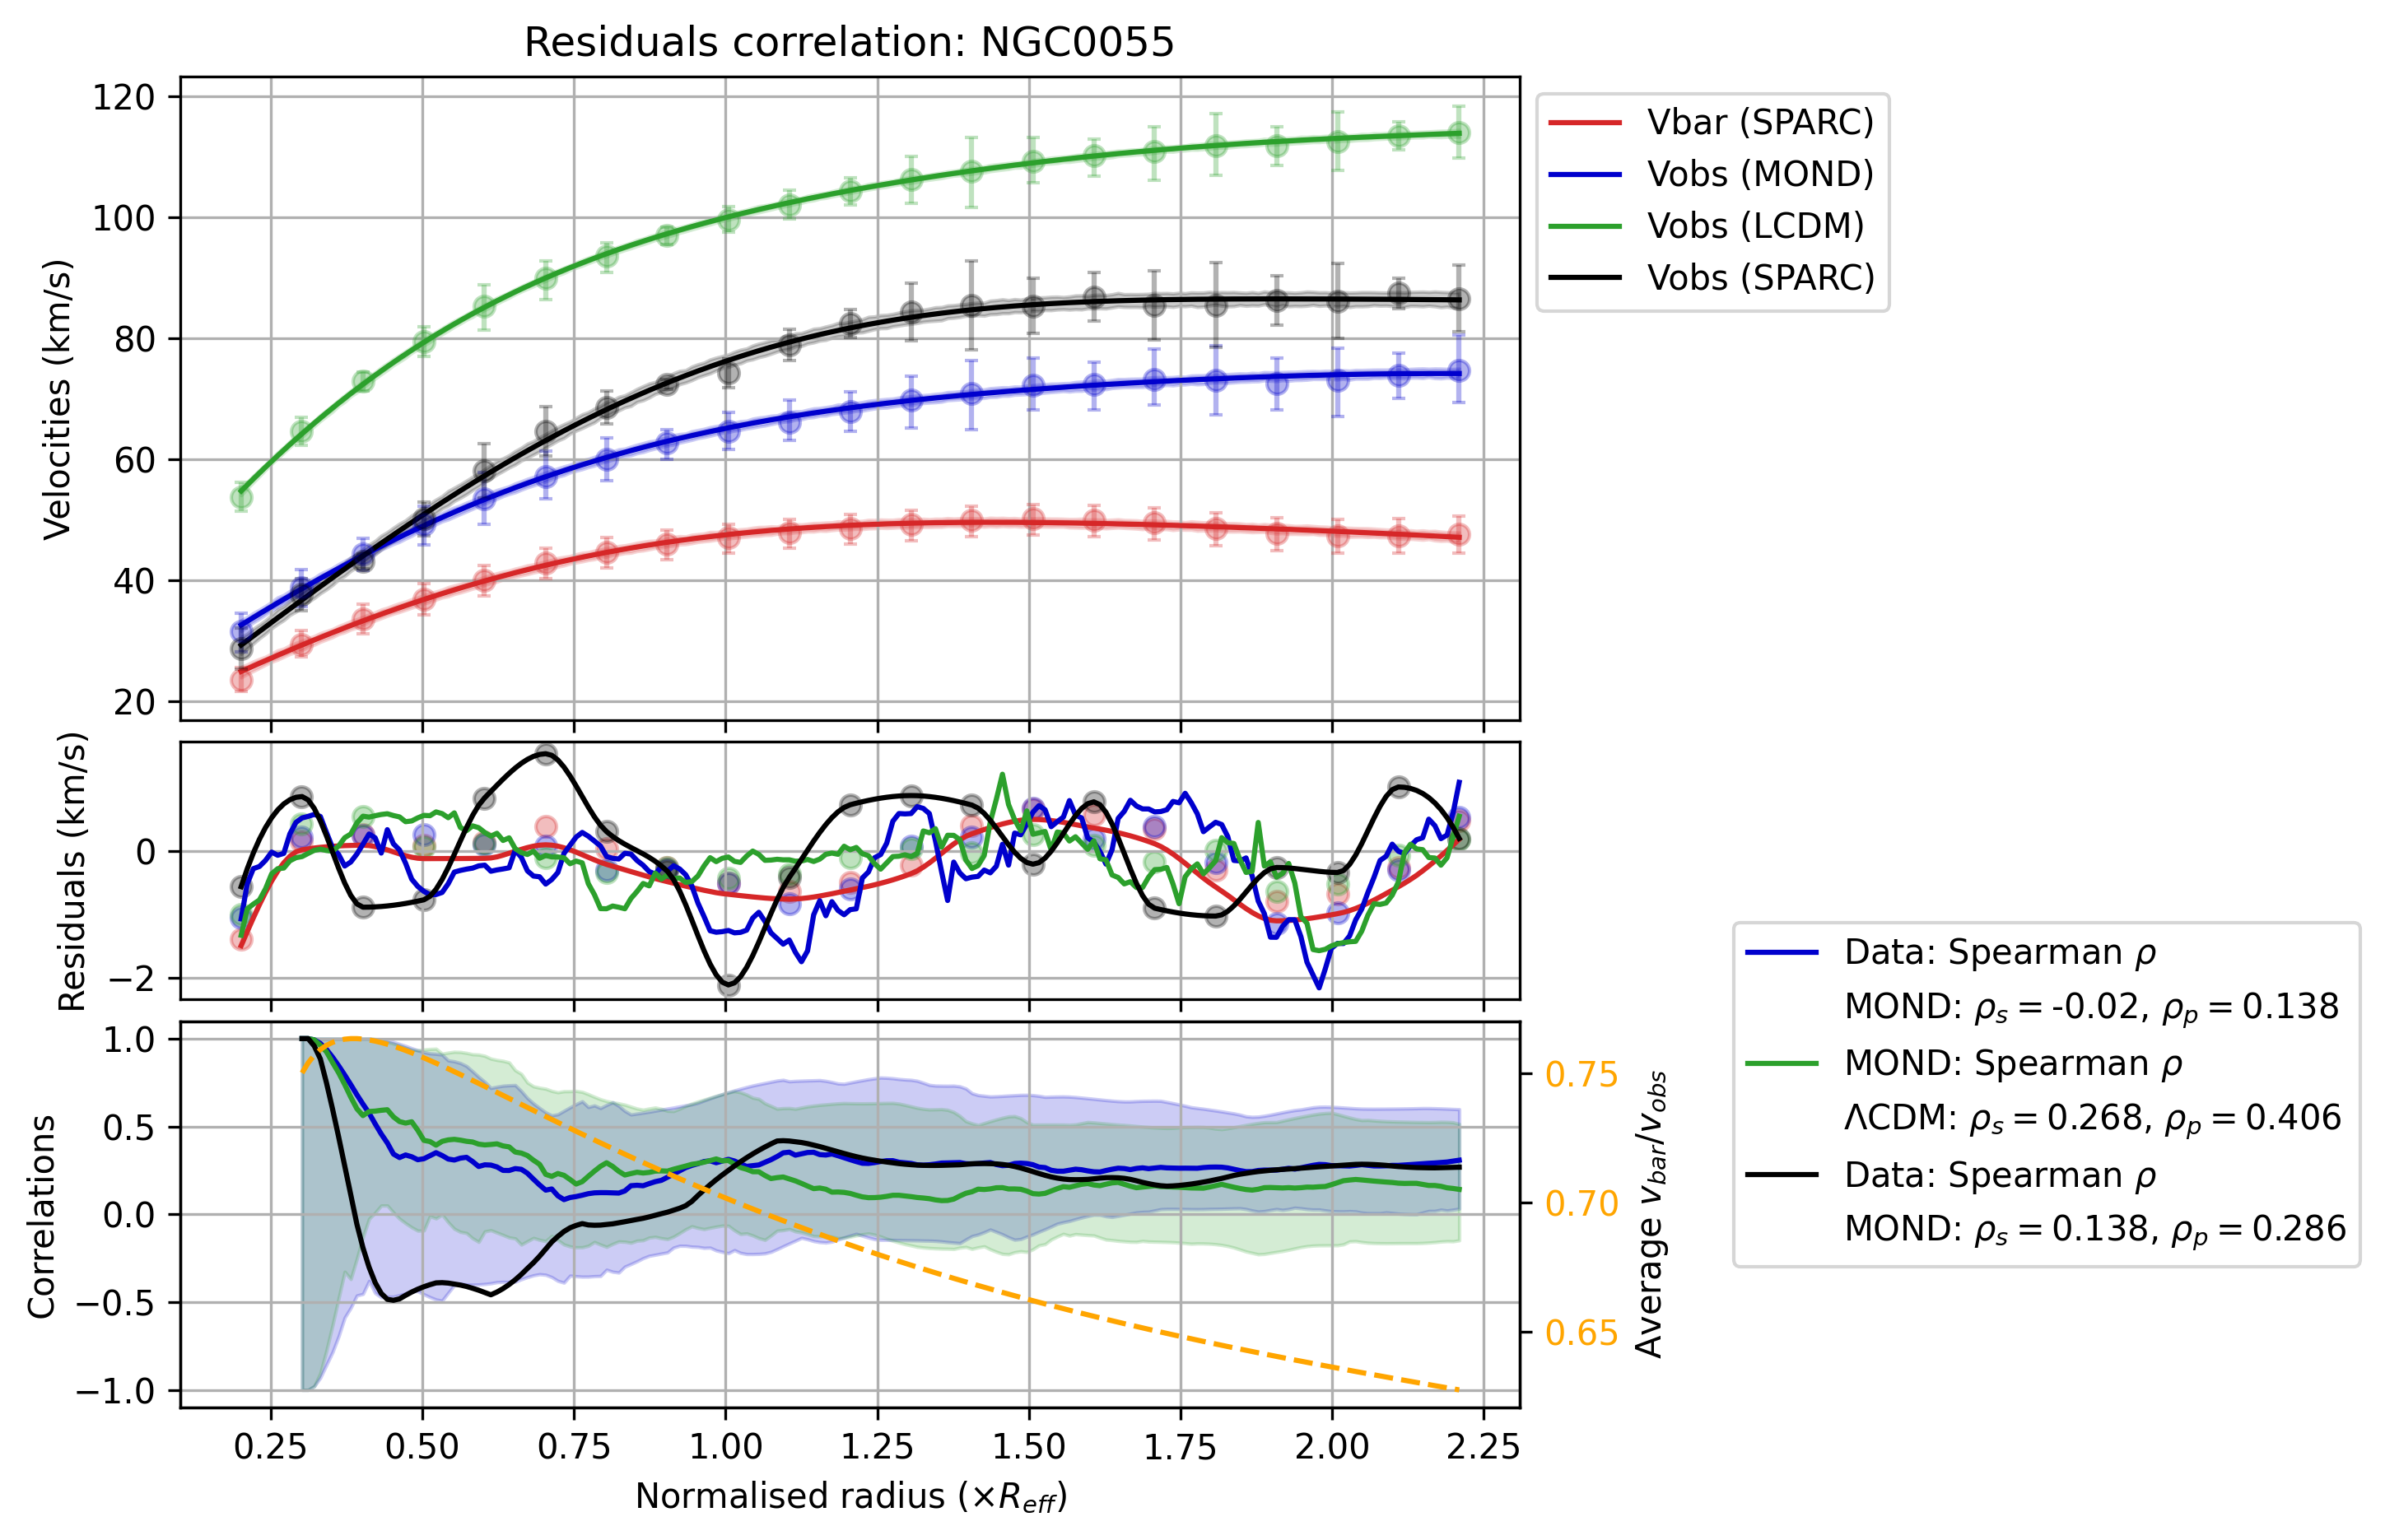 Residuals correlation: NGC0055
120
100
80
60
40
20
Velocities (km/s)
Vbar (SPARC)
Vobs (MOND)
Vobs (LCDM)
Vobs (SPARC)
0
−2
Residuals (km/s)
1.0
0.5
0.0
−0.5
−1.0
Correlations
0.75
0.70
0.65
Average v_bar/v_obs
Data: Spearman ρ
MOND: ρ_s = -0.02, ρ_p = 0.138
MOND: Spearman ρ
ΛCDM: ρ_s = 0.268, ρ_p = 0.406
Data: Spearman ρ
MOND: ρ_s = 0.138, ρ_p = 0.286
0.25 0.50 0.75 1.00 1.25 1.50 1.75 2.00 2.25
Normalised radius (×R_eff)